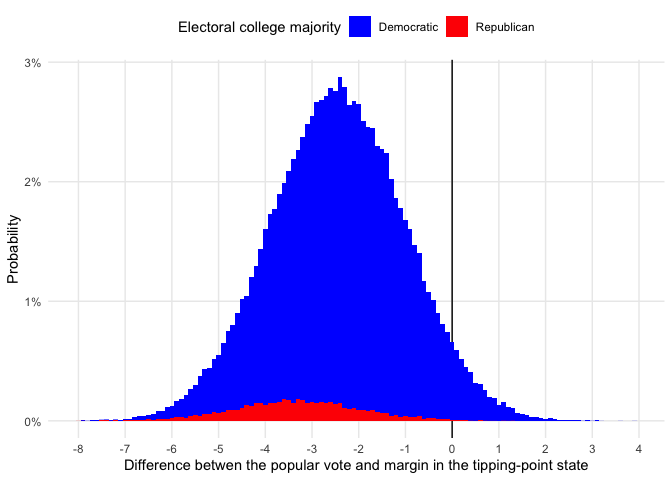 Electoral college majority Democratic Republican
3%
2%
1%
0%
Probability
-8 -7 -6 -5 -4 -3 -2 -1 0 1 2 3 4
Difference betwen the popular vote and margin in the tipping-point state